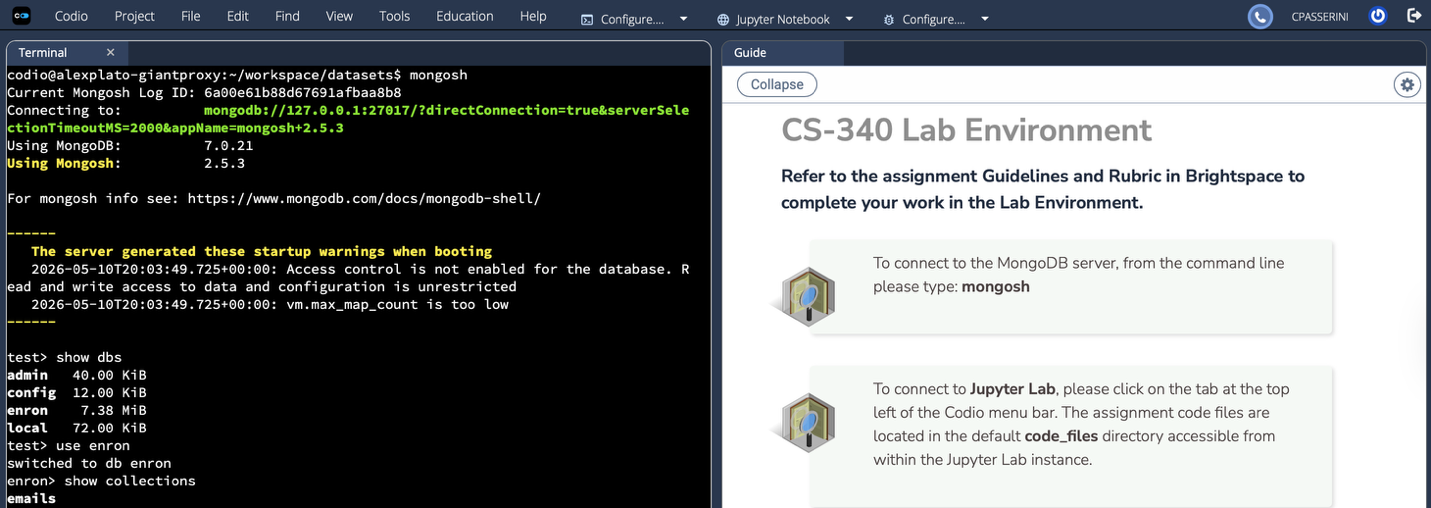 Codio Project File Edit Find View Tools Education Help Configure.... Jupyter Notebook Configure.... CPASSERINI
Terminal ×
codio@alexplato-giantproxy:~/workspace/datasets$ mongosh
Current Mongosh Log ID: 6a00e61b88d67691afbaa8b8
Connecting to: mongodb://127.0.0.1:27017/?directConnection=true&serverSele
ctionTimeoutMS=2000&appName=mongosh+2.5.3
Using MongoDB: 7.0.21
Using Mongosh: 2.5.3
For mongosh info see: https://www.mongodb.com/docs/mongodb-shell/
------
The server generated these startup warnings when booting
2026-05-10T20:03:49.725+00:00: Access control is not enabled for the database. R
ead and write access to data and configuration is unrestricted
2026-05-10T20:03:49.725+00:00: vm.max_map_count is too low
------
test> show dbs
admin 40.00 KiB
config 12.00 KiB
enron 7.38 MiB
local 72.00 KiB
test> use enron
switched to db enron
enron> show collections
emails
Guide
Collapse
CS-340 Lab Environment
Refer to the assignment Guidelines and Rubric in Brightspace to
complete your work in the Lab Environment.
To connect to the MongoDB server, from the command line
please type: mongosh
To connect to Jupyter Lab, please click on the tab at the top
left of the Codio menu bar. The assignment code files are
located in the default code_files directory accessible from
within the Jupyter Lab instance.